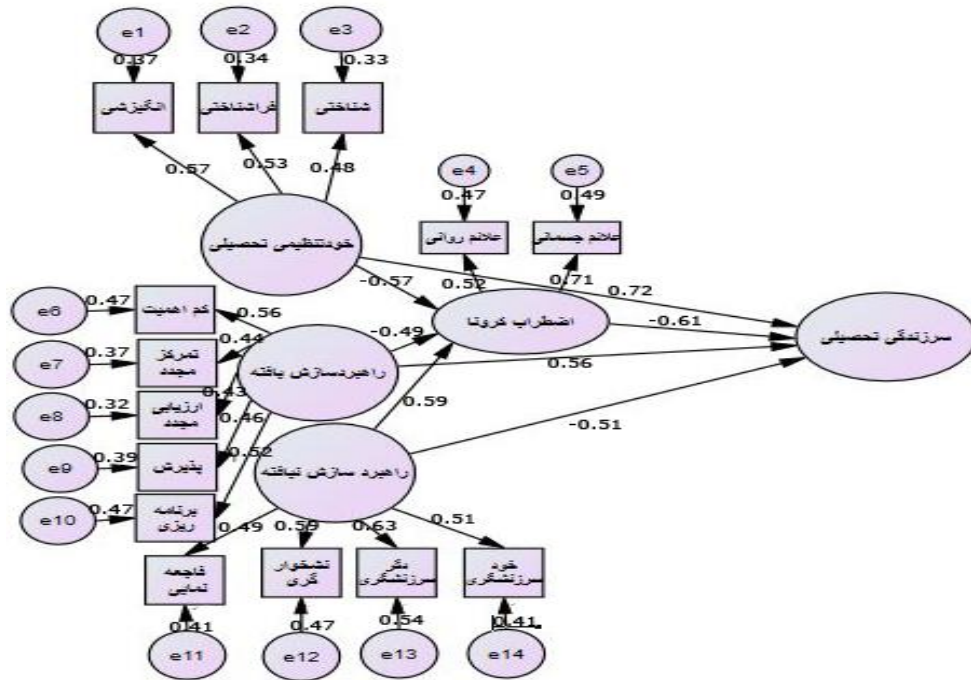 e1
e2
e3
0.37
0.34
0.33
انگیزشی
فراشناختی
شناختی
0.57
0.53
0.48
e4
e5
0.47
0.49
علائم روانی
علائم جسمانی
خودتنظیمی تحصیلی
-0.57
0.52
0.71
0.72
e6
0.47
کم اهمیت
0.56
-0.49
اضطراب کرونا
-0.61
سرزندگی تحصیلی
e7
0.37
تمرکز
مجدد
0.44
راهبردسازش یافته
0.56
e8
0.32
ارزیابی
مجدد
0.43
0.46
0.59
-0.51
e9
0.39
پذیرش
0.52
راهبرد سازش نیافته
e10
0.47
برنامه
ریزی
0.49
0.59
0.63
0.51
فاجعه
نمایی
نشخوار
گری
دگر
سرزنشگری
خود
سرزنشگری
0.41
0.47
0.54
0.41
e11
e12
e13
e14